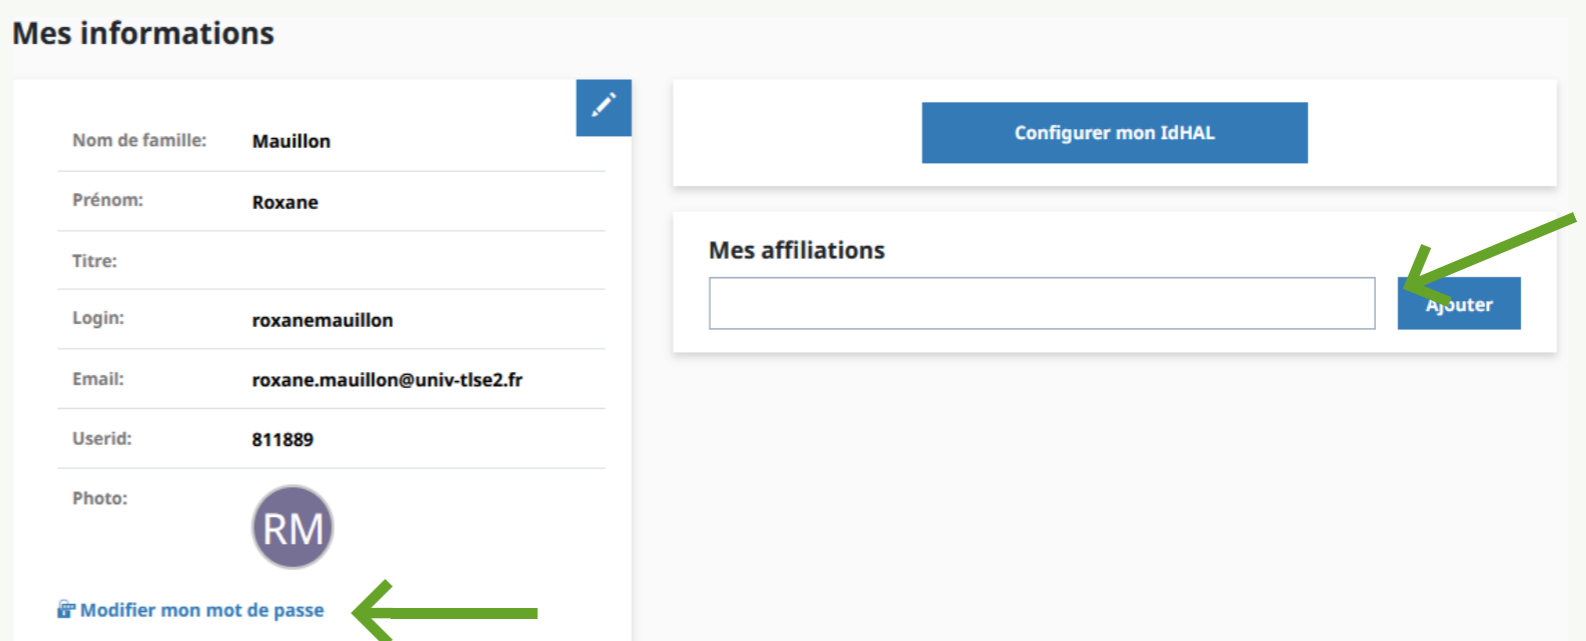 Mes informations
Nom de famille: Mauillon
Prénom: Roxane
Titre:
Login: roxanemauillon
Email: roxane.mauillon@univ-tlse2.fr
Userid: 811889
Photo: RM
Modifier mon mot de passe
Configurer mon IdHAL
Mes affiliations
Ajouter